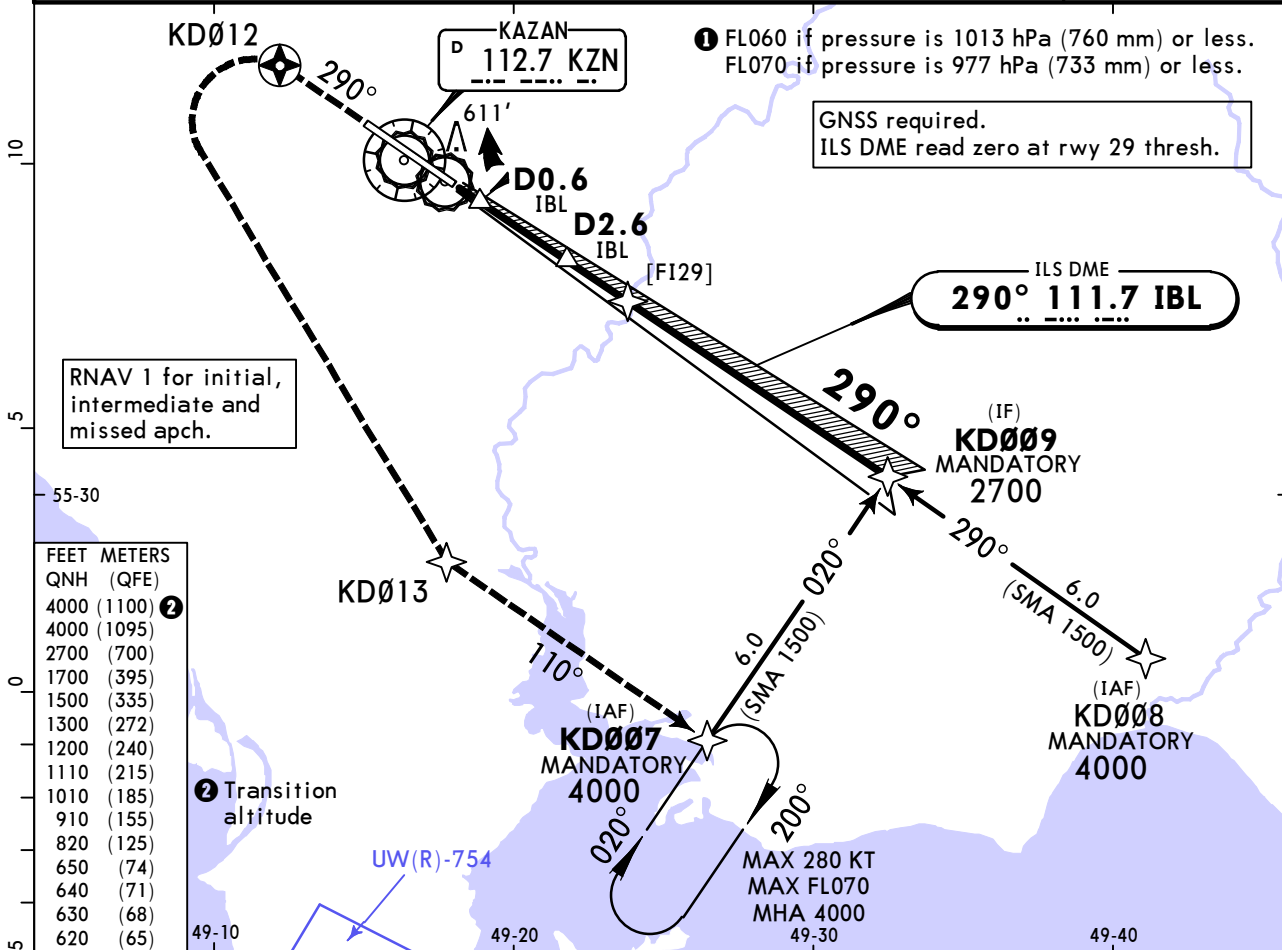 KDØ12
290°
KAZAN
D 112.7 KZN
611'
❶ FL060 if pressure is 1013 hPa (760 mm) or less.
FL070 if pressure is 977 hPa (733 mm) or less.
GNSS required.
ILS DME read zero at rwy 29 thresh.
10
D0.6
IBL
D2.6
IBL
[FI29]
ILS DME
290° 111.7 IBL
RNAV 1 for initial,
intermediate and
missed apch.
290°
(IF)
KDØØ9
MANDATORY
2700
5
55-30
290°
6.0
(SMA 1500)
020°
6.0
(SMA 1500)
KDØ13
110°
(IAF)
KDØØ7
MANDATORY
4000
(IAF)
KDØØ8
MANDATORY
4000
0
FEET METERS
QNH (QFE)
4000 (1100) ❷
4000 (1095)
2700 (700)
1700 (395)
1500 (335)
1300 (272)
1200 (240)
1110 (215)
1010 (185)
910 (155)
820 (125)
650 (74)
640 (71)
630 (68)
620 (65)
❷ Transition
altitude
020°
200°
MAX 280 KT
MAX FL070
MHA 4000
UW(R)-754
5
49-10
49-20
49-30
49-40